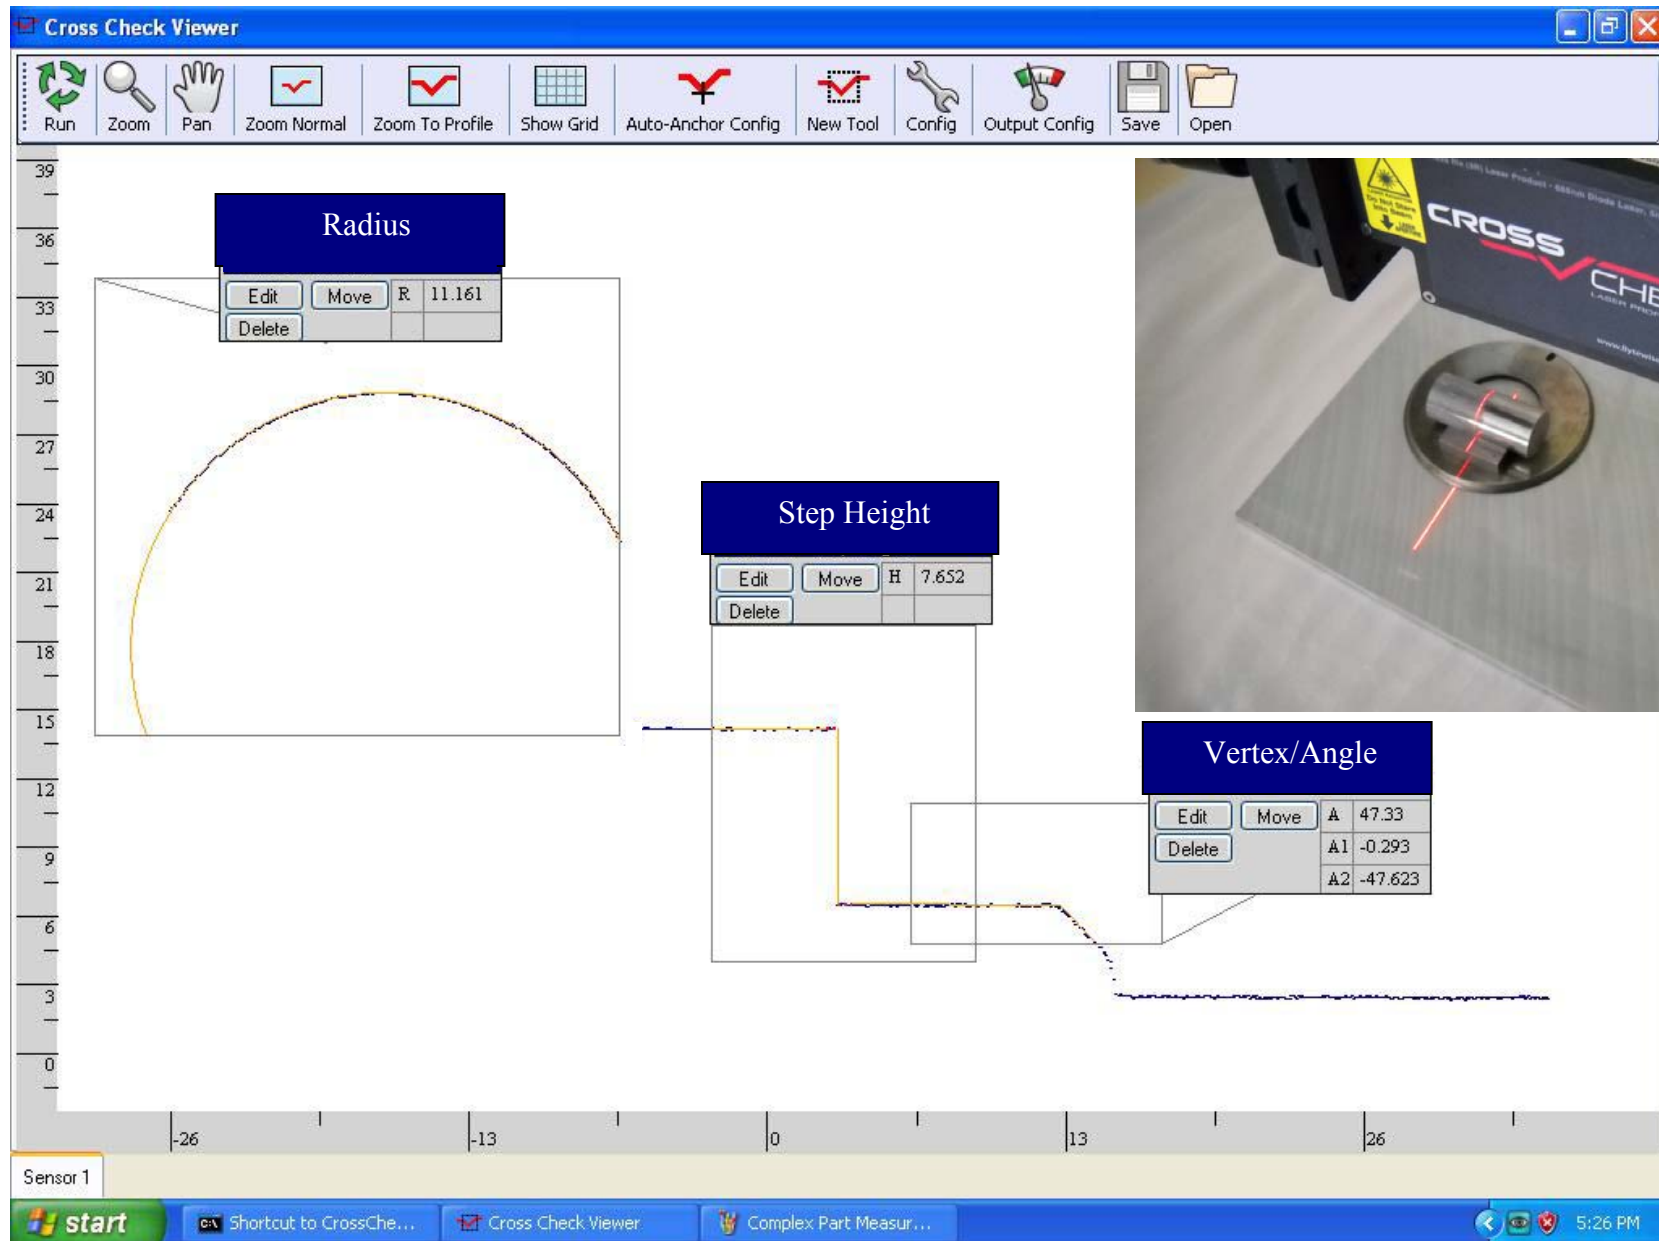 Cross Check Viewer
Run
Zoom
Pan
Zoom Normal
Zoom To Profile
Show Grid
Auto-Anchor Config
New Tool
Config
Output Config
Save
Open
39
36
33
30
27
24
21
18
15
12
9
6
3
0
Radius
Edit Move R 11.161
Delete
Step Height
Edit Move H 7.652
Delete
CROSS
CHE
Vertex/Angle
Edit Move A 47.33
Delete A1 -0.293
A2 -47.623
-26 -13 0 13 26
Sensor 1
start
Shortcut to CrossChe...
Cross Check Viewer
Complex Part Measur...
5:26 PM